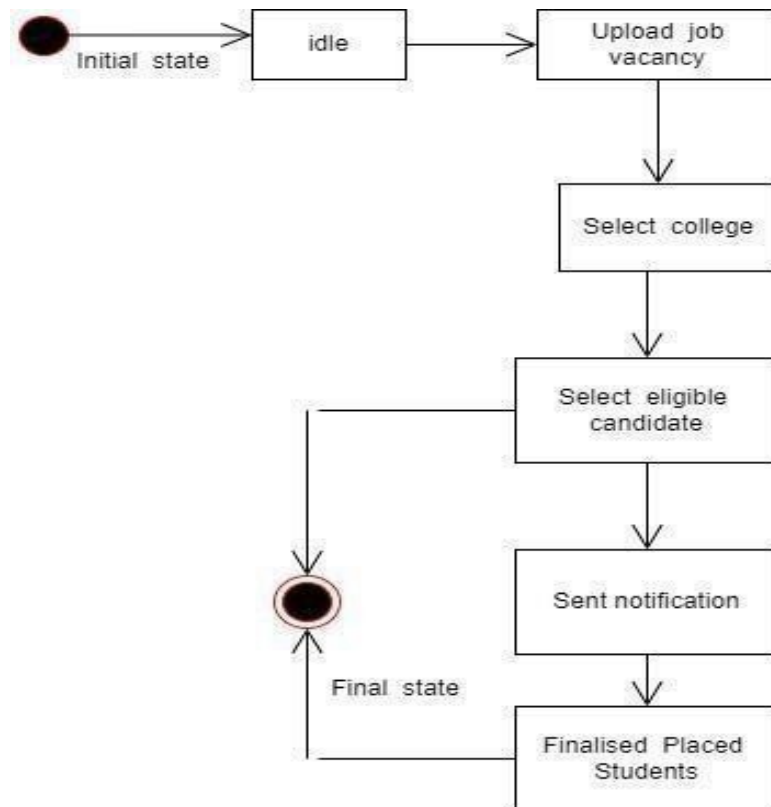 Initial state
idle
Upload job
vacancy
Select college
Select eligible
candidate
Sent notification
Final state
Finalised Placed
Students